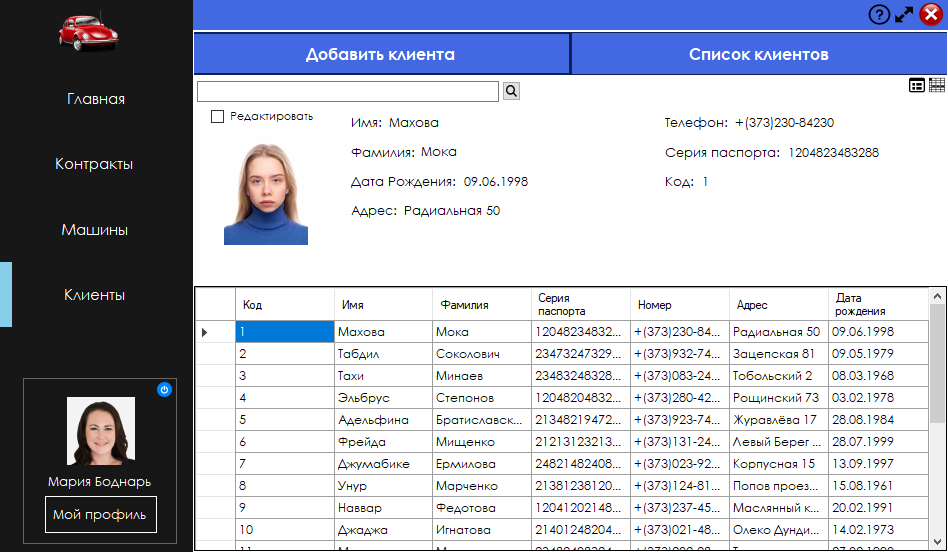 ?
Добавить клиента
Список клиентов
Главная
Контракты
Машины
Клиенты
Редактировать
Имя: Махова
Фамилия: Мока
Дата Рождения: 09.06.1998
Адрес: Радиальная 50
Телефон: +(373)230-84230
Серия паспорта: 1204823483288
Код: 1
Код Имя Фамилия Серия паспорта Номер Адрес Дата рождения
1 Махова Мока 12048234832... +(373)230-84... Радиальная 50 09.06.1998
2 Табдил Соколович 23473247329... +(373)932-74... Зацепская 81 09.05.1979
3 Тахи Минаев 23483248328... +(373)083-24... Тобольский 2 08.03.1968
4 Эльбрус Степонов 12048204832... +(373)280-42... Рощинский 73 03.02.1978
5 Адельфина Братиславск... 21348219472... +(373)923-74... Журавлёва 17 28.08.1984
6 Фрейда Мищенко 21213123213... +(373)131-24... Левый Берег ... 28.07.1999
7 Джумабике Ермилова 24821482408... +(373)023-92... Корпусная 15 13.09.1997
8 Унур Марченко 21381238120... +(373)124-81... Попов проез... 15.08.1961
9 Наввар Федотова 12041202148... +(373)237-45... Маслянный к... 20.02.1991
10 Джаджа Игнатова 21401248204... +(373)021-48... Олеко Дунди... 14.02.1973
Мария Боднарь
Мой профиль